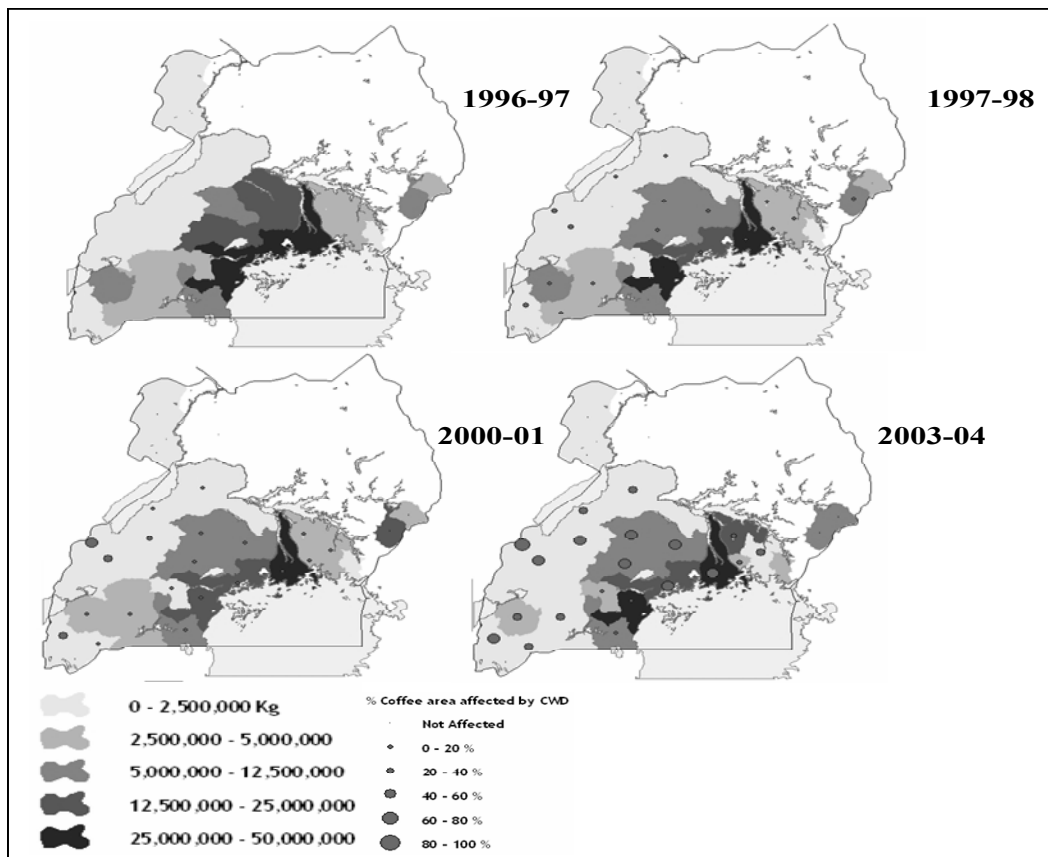 1996-97
1997-98
2000-01
2003-04
0 - 2,500,000 Kg
2,500,000 - 5,000,000
5,000,000 - 12,500,000
12,500,000 - 25,000,000
25,000,000 - 50,000,000
% Coffee area affected by CWD
Not Affected
0 - 20 %
20 - 40 %
40 - 60 %
60 - 80 %
80 - 100 %